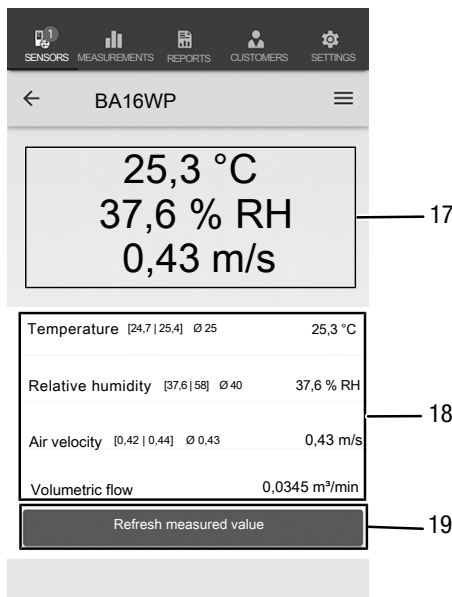 1
SENSORS MEASUREMENTS REPORTS CUSTOMERS SETTINGS
BA16WP
25,3 °C
37,6 % RH
0,43 m/s
17
Temperature [24,7 | 25,4] Ø 25 25,3 °C
Relative humidity [37,6 | 58] Ø 40 37,6 % RH
18
Air velocity [0,42 | 0,44] Ø 0,43 0,43 m/s
Volumetric flow 0,0345 m³/min
Refresh measured value
19